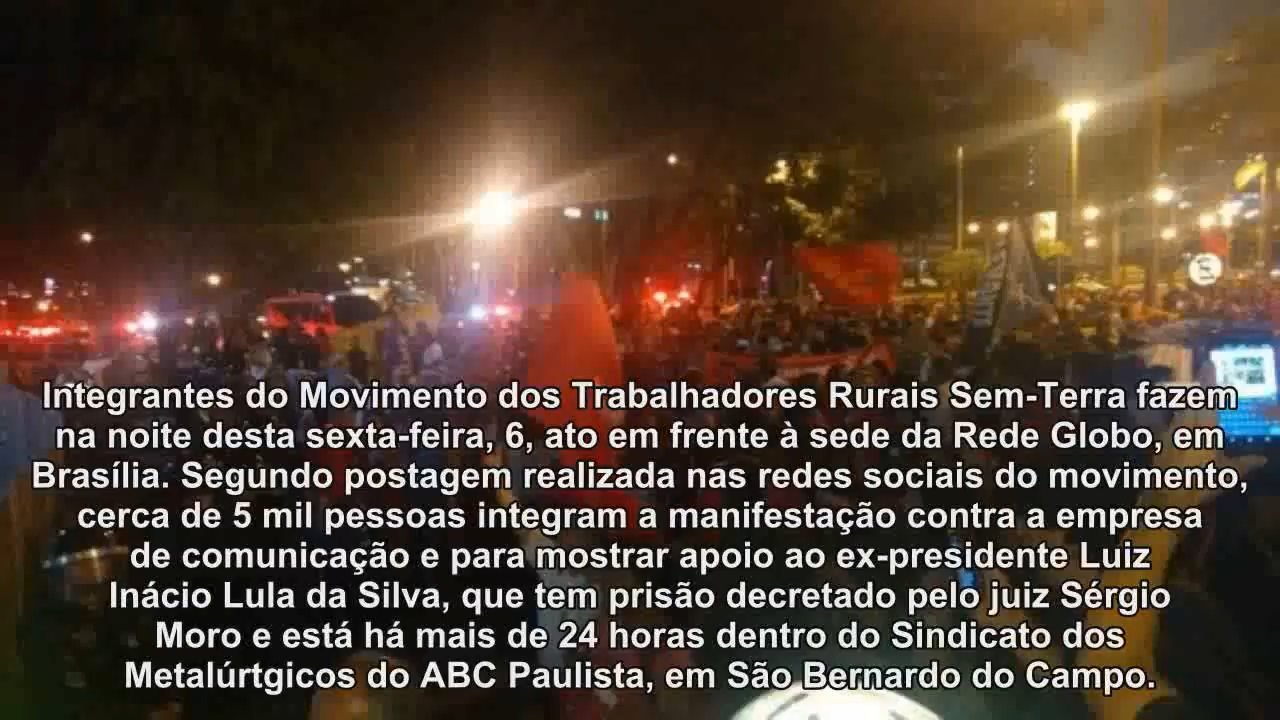 Integrantes do Movimento dos Trabalhadores Rurais Sem-Terra fazem
na noite desta sexta-feira, 6, ato em frente à sede da Rede Globo, em
Brasília. Segundo postagem realizada nas redes sociais do movimento,
cerca de 5 mil pessoas integram a manifestação contra a empresa
de comunicação e para mostrar apoio ao ex-presidente Luiz
Inácio Lula da Silva, que tem prisão decretado pelo juiz Sérgio
Moro e está há mais de 24 horas dentro do Sindicato dos
Metalúrtgicos do ABC Paulista, em São Bernardo do Campo.